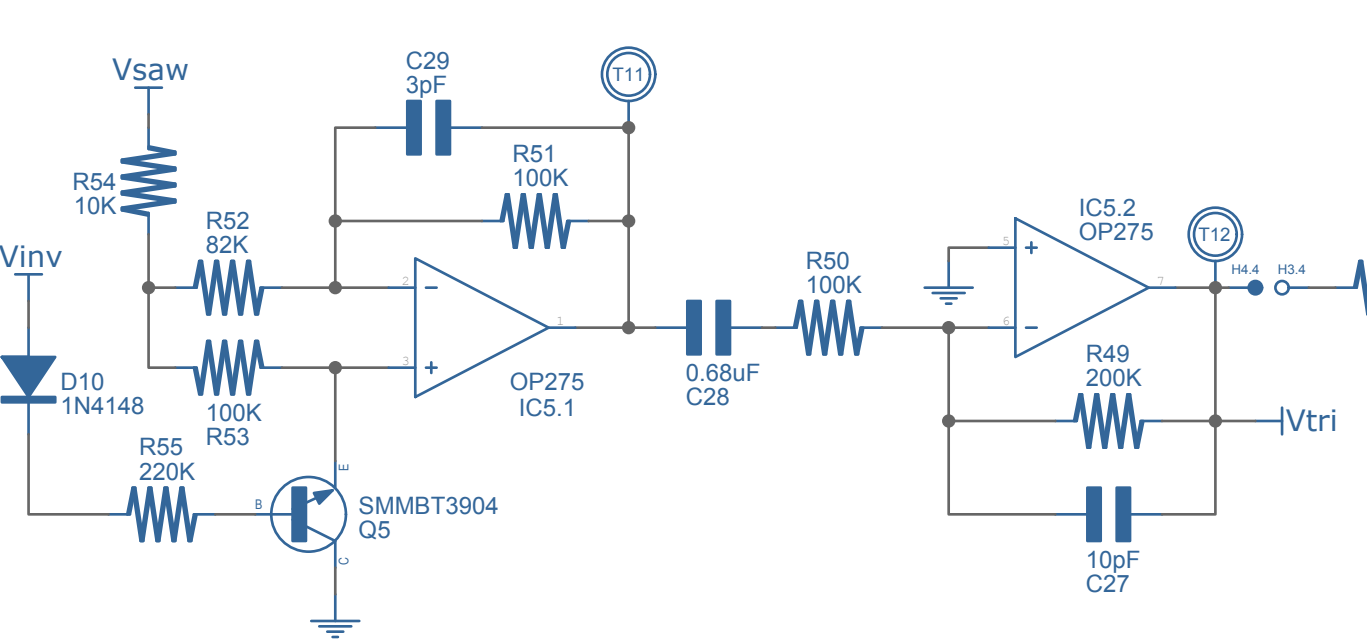 Vsaw
C29
3pF
T11
R54
10K
R51
100K
R52
82K
Vinv
2
3
1
OP275
IC5.1
D10
1N4148
100K
R53
R55
220K
B
E
C
SMMBT3904
Q5
0.68uF
C28
R50
100K
IC5.2
OP275
5
6
7
T12
H4.4
H3.4
R49
200K
Vtri
10pF
C27